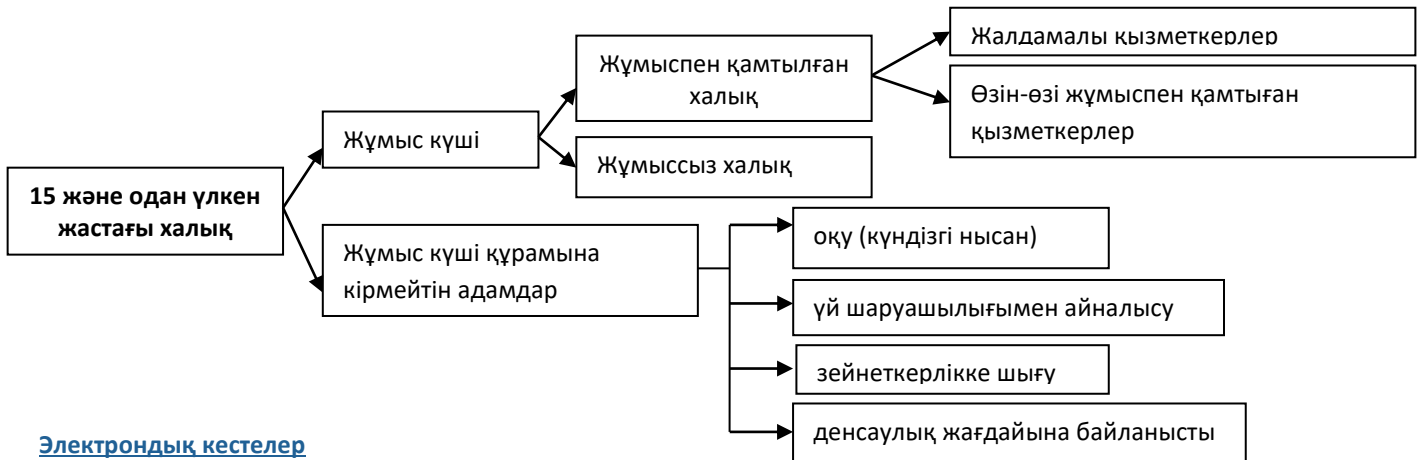 15 және одан үлкен
жастағы халық
Жұмыс күші
Жұмыспен қамтылған
халық
Жалдамалы қызметкерлер
Өзін-өзі жұмыспен қамтыған
қызметкерлер
Жұмыссыз халық
Жұмыс күші құрамына
кірмейтін адамдар
оқу (күндізгі нысан)
үй шаруашылығымен айналысу
зейнеткерлікке шығу
денсаулық жағдайына байланысты
Электрондық кестелер